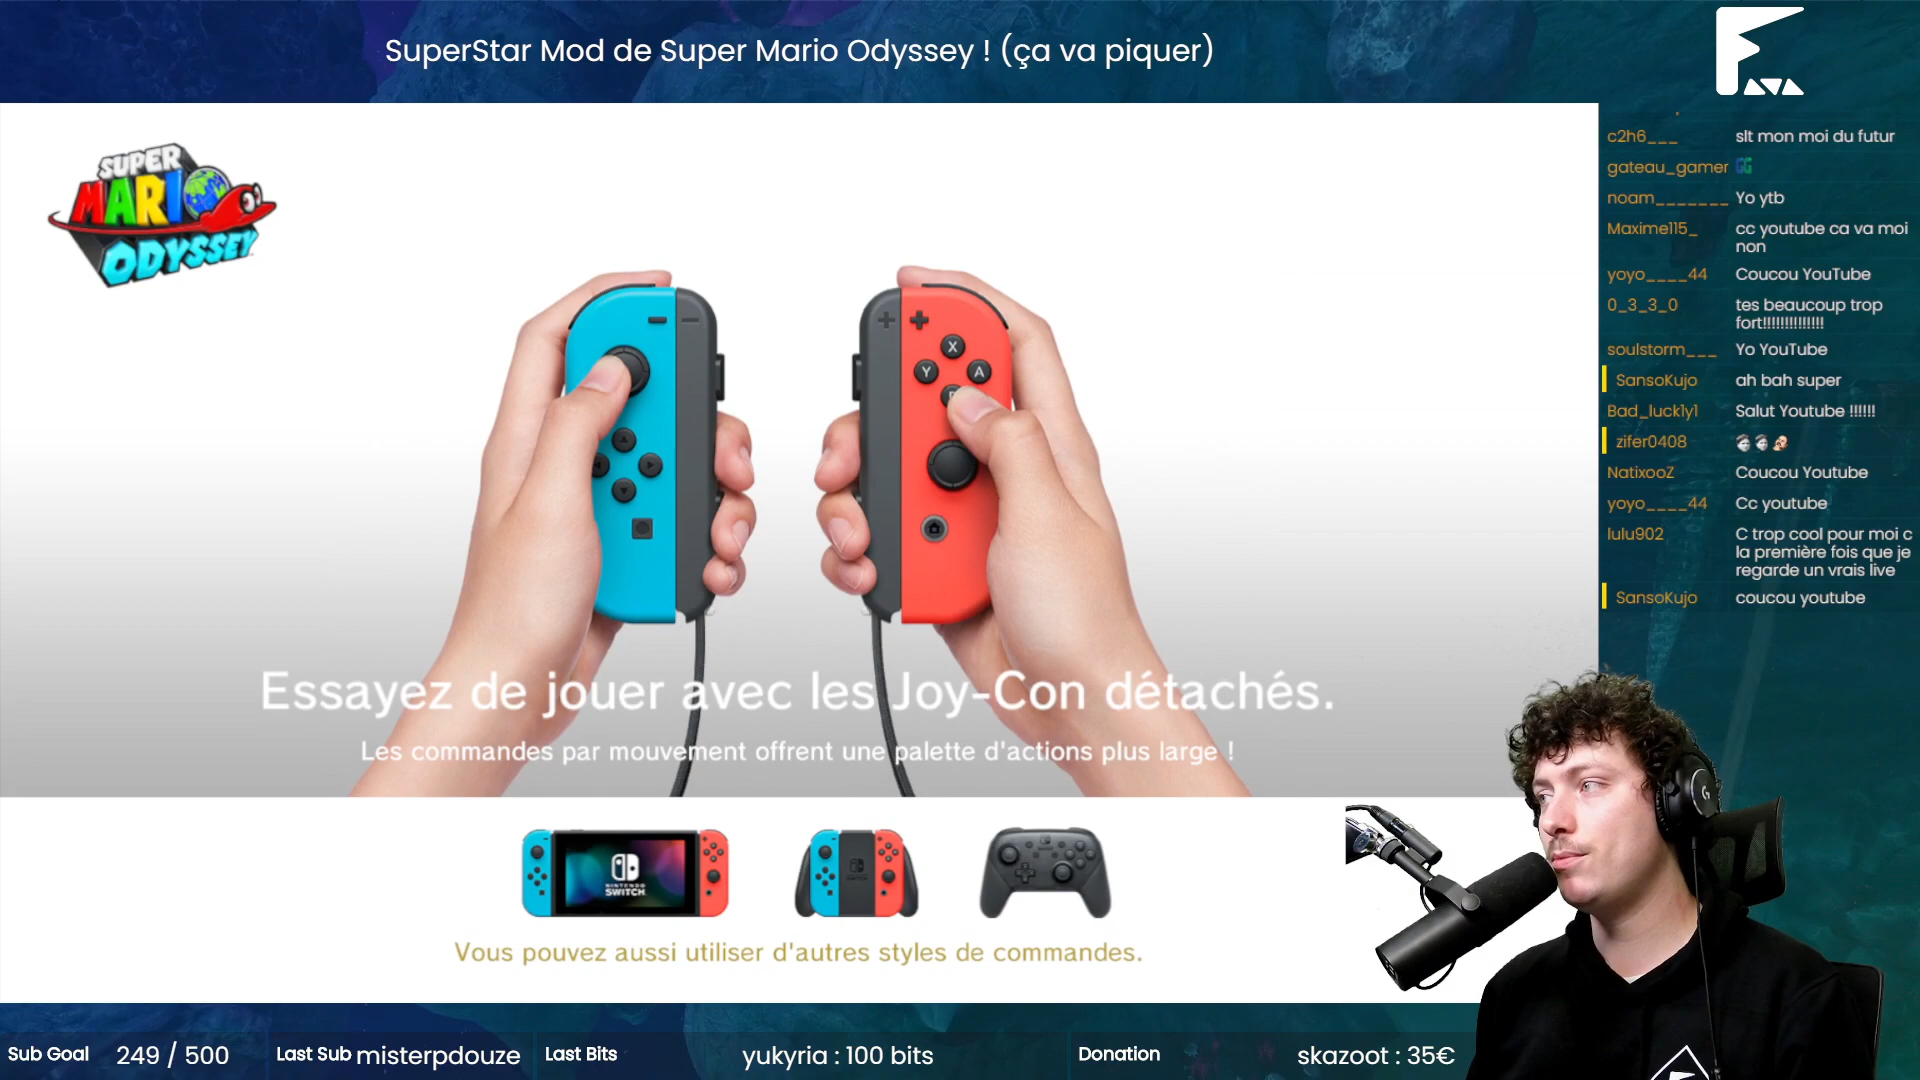 SuperStar Mod de Super Mario Odyssey ! (ça va piquer)
SUPER
MARIO
ODYSSEY
X
Y A
Essayez de jouer avec les Joy-Con détachés.
Les commandes par mouvement offrent une palette d'actions plus large !
NINTENDO
SWITCH
Vous pouvez aussi utiliser d'autres styles de commandes.
c2h6___ slt mon moi du futur
gateau_gamer GG
noam_______ Yo ytb
Maxime115_ cc youtube ca va moi
non
yoyo____44 Coucou YouTube
0_3_3_0 tes beaucoup trop
fort!!!!!!!!!!!!!!
soulstorm___ Yo YouTube
SansoKujo ah bah super
Bad_luck1y1 Salut Youtube !!!!!!
zifer0408
NatixooZ Coucou Youtube
yoyo____44 Cc youtube
lulu902 C trop cool pour moi c
la première fois que je
regarde un vrais live
SansoKujo coucou youtube
Sub Goal 249 / 500 Last Sub misterpdouze Last Bits yukyria : 100 bits Donation skazoot : 35€